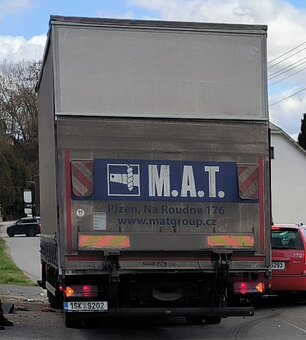 M.A.T.
Plzeň, Na Roudné 176
www.matgroup.cz
1SK 9202